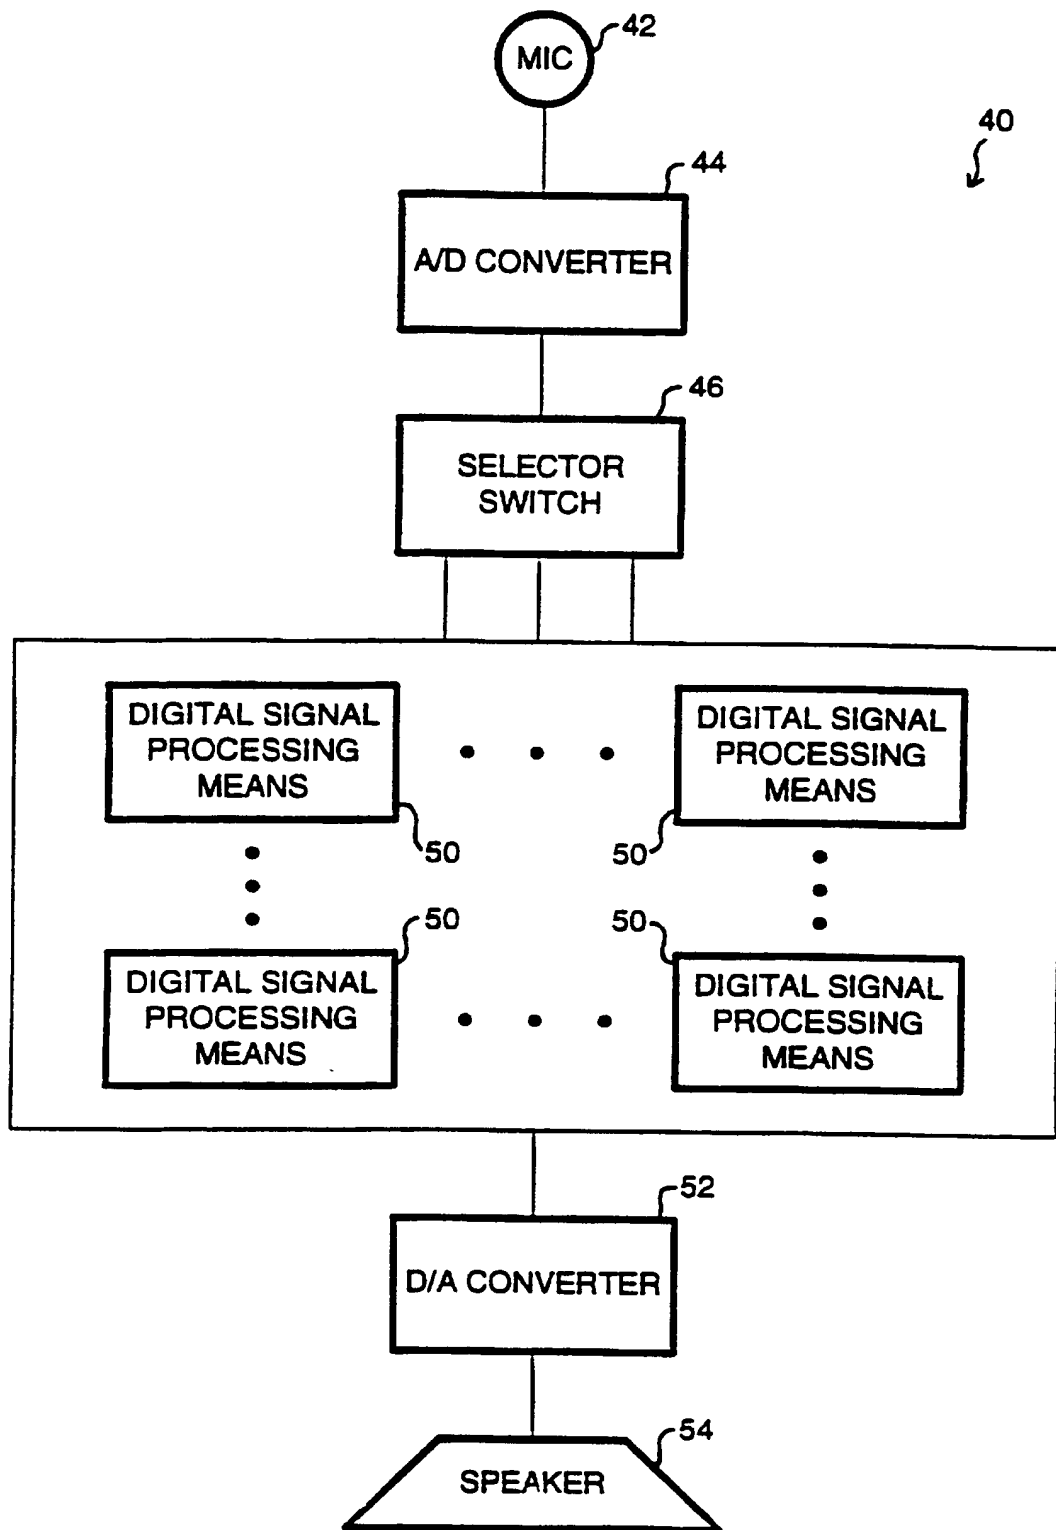 42
MIC
40
44
A/D CONVERTER
46
SELECTOR
SWITCH
DIGITAL SIGNAL
PROCESSING
MEANS
DIGITAL SIGNAL
PROCESSING
MEANS
50
50
50
50
DIGITAL SIGNAL
PROCESSING
MEANS
DIGITAL SIGNAL
PROCESSING
MEANS
52
D/A CONVERTER
54
SPEAKER